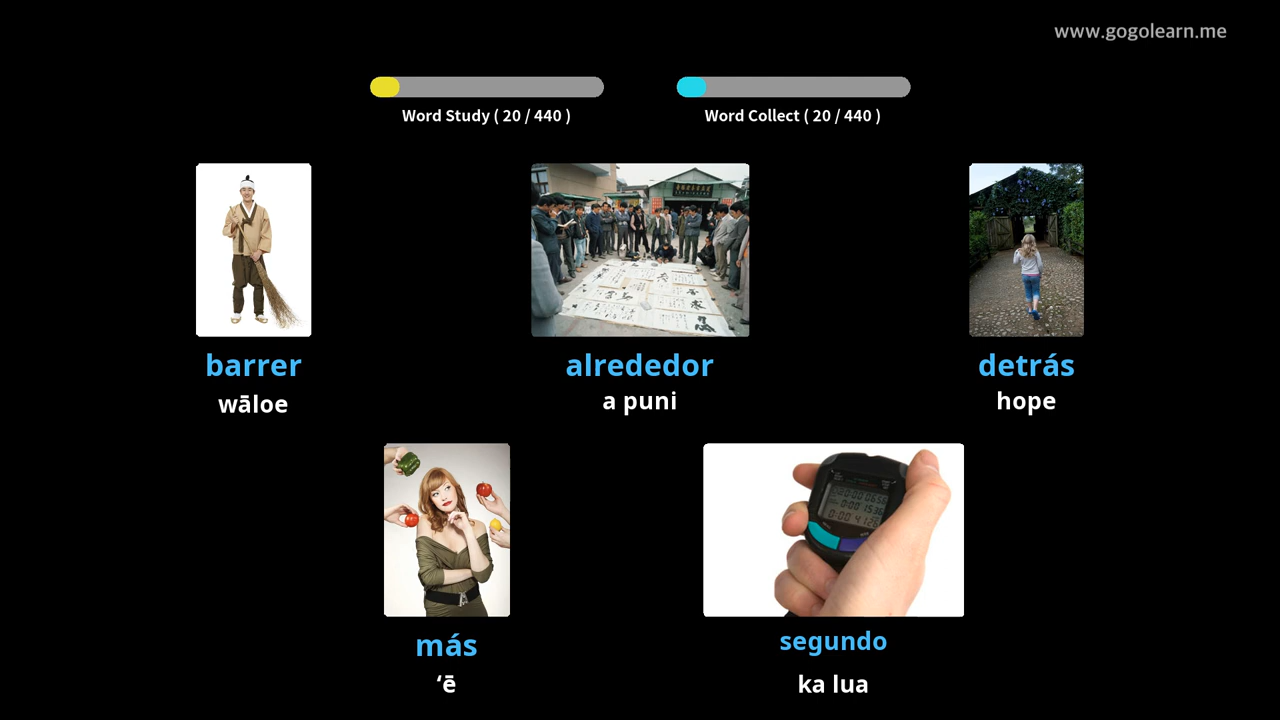 www.gogolearn.me
Word Study ( 20 / 440 )
Word Collect ( 20 / 440 )
barrer
wāloe
alrededor
a puni
detrás
hope
más
ʻē
segundo
ka lua